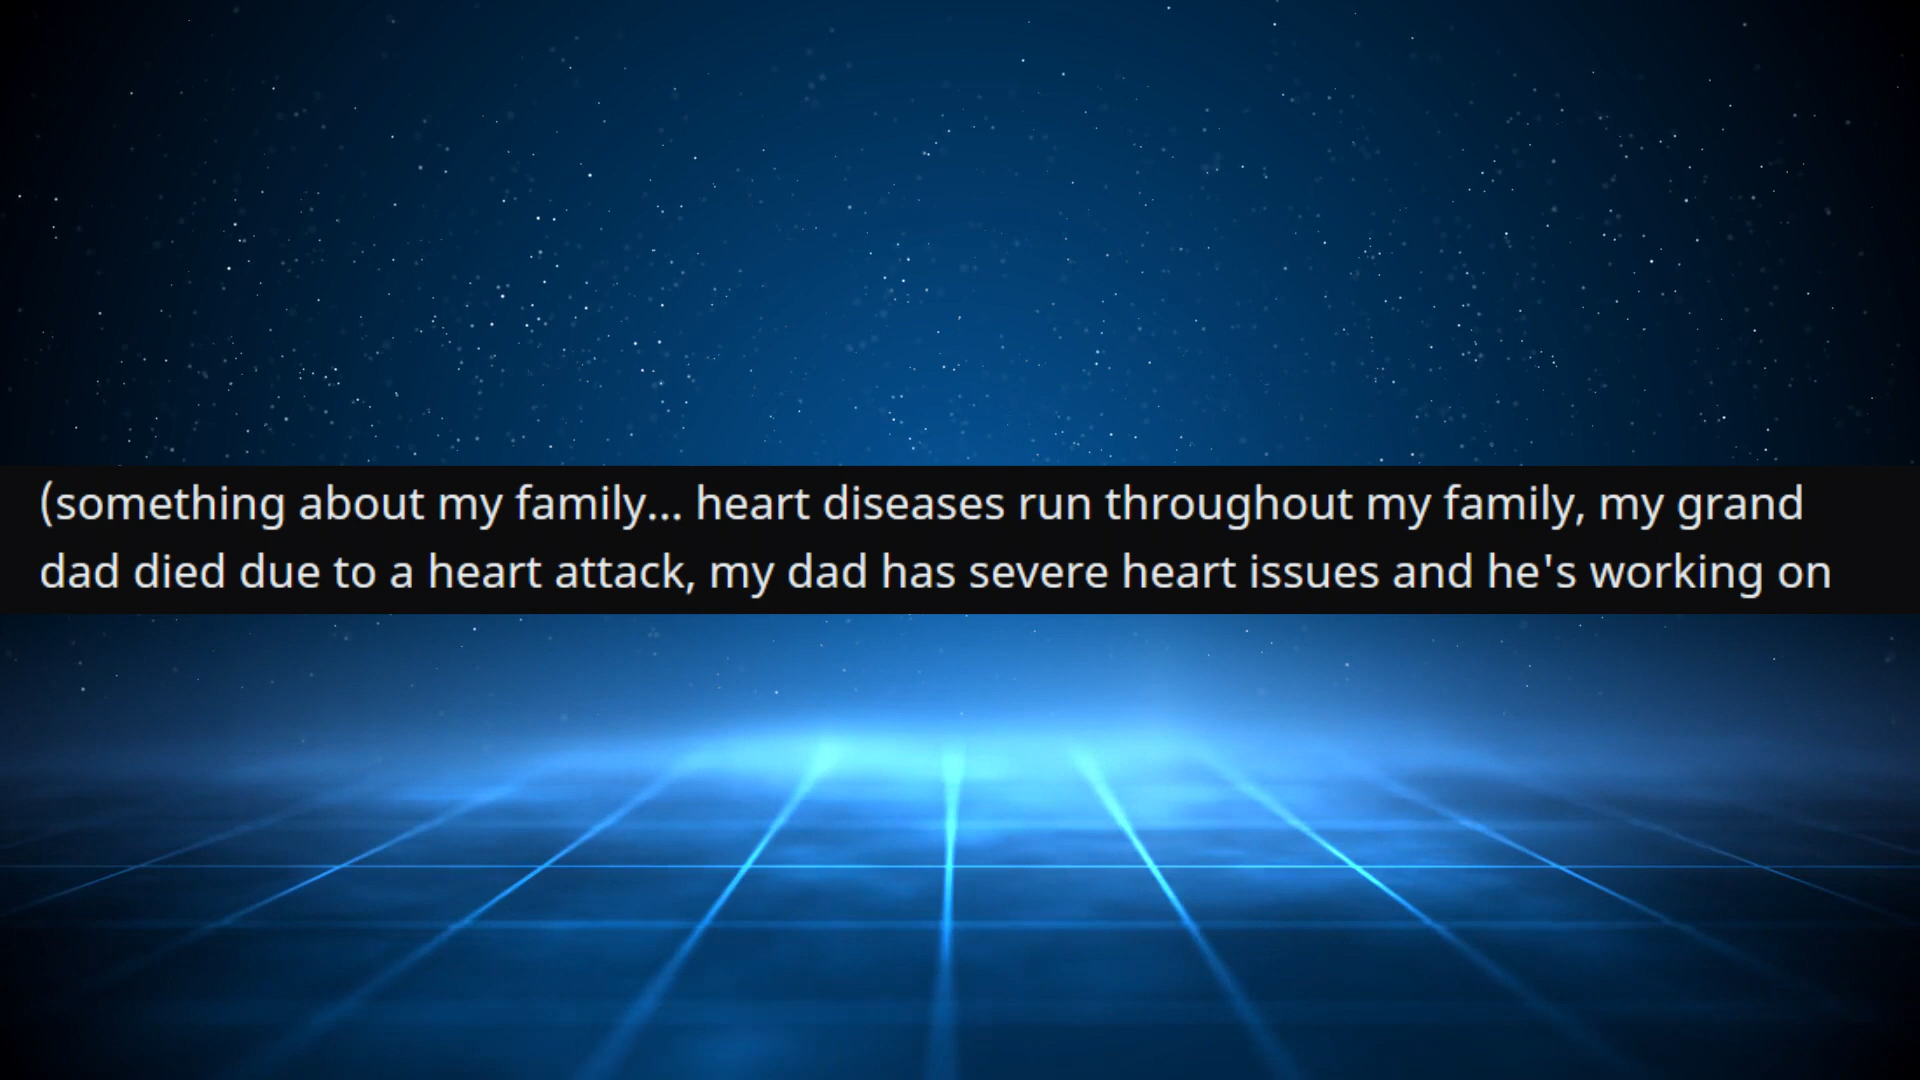 (something about my family... heart diseases run throughout my family, my grand
dad died due to a heart attack, my dad has severe heart issues and he's working on